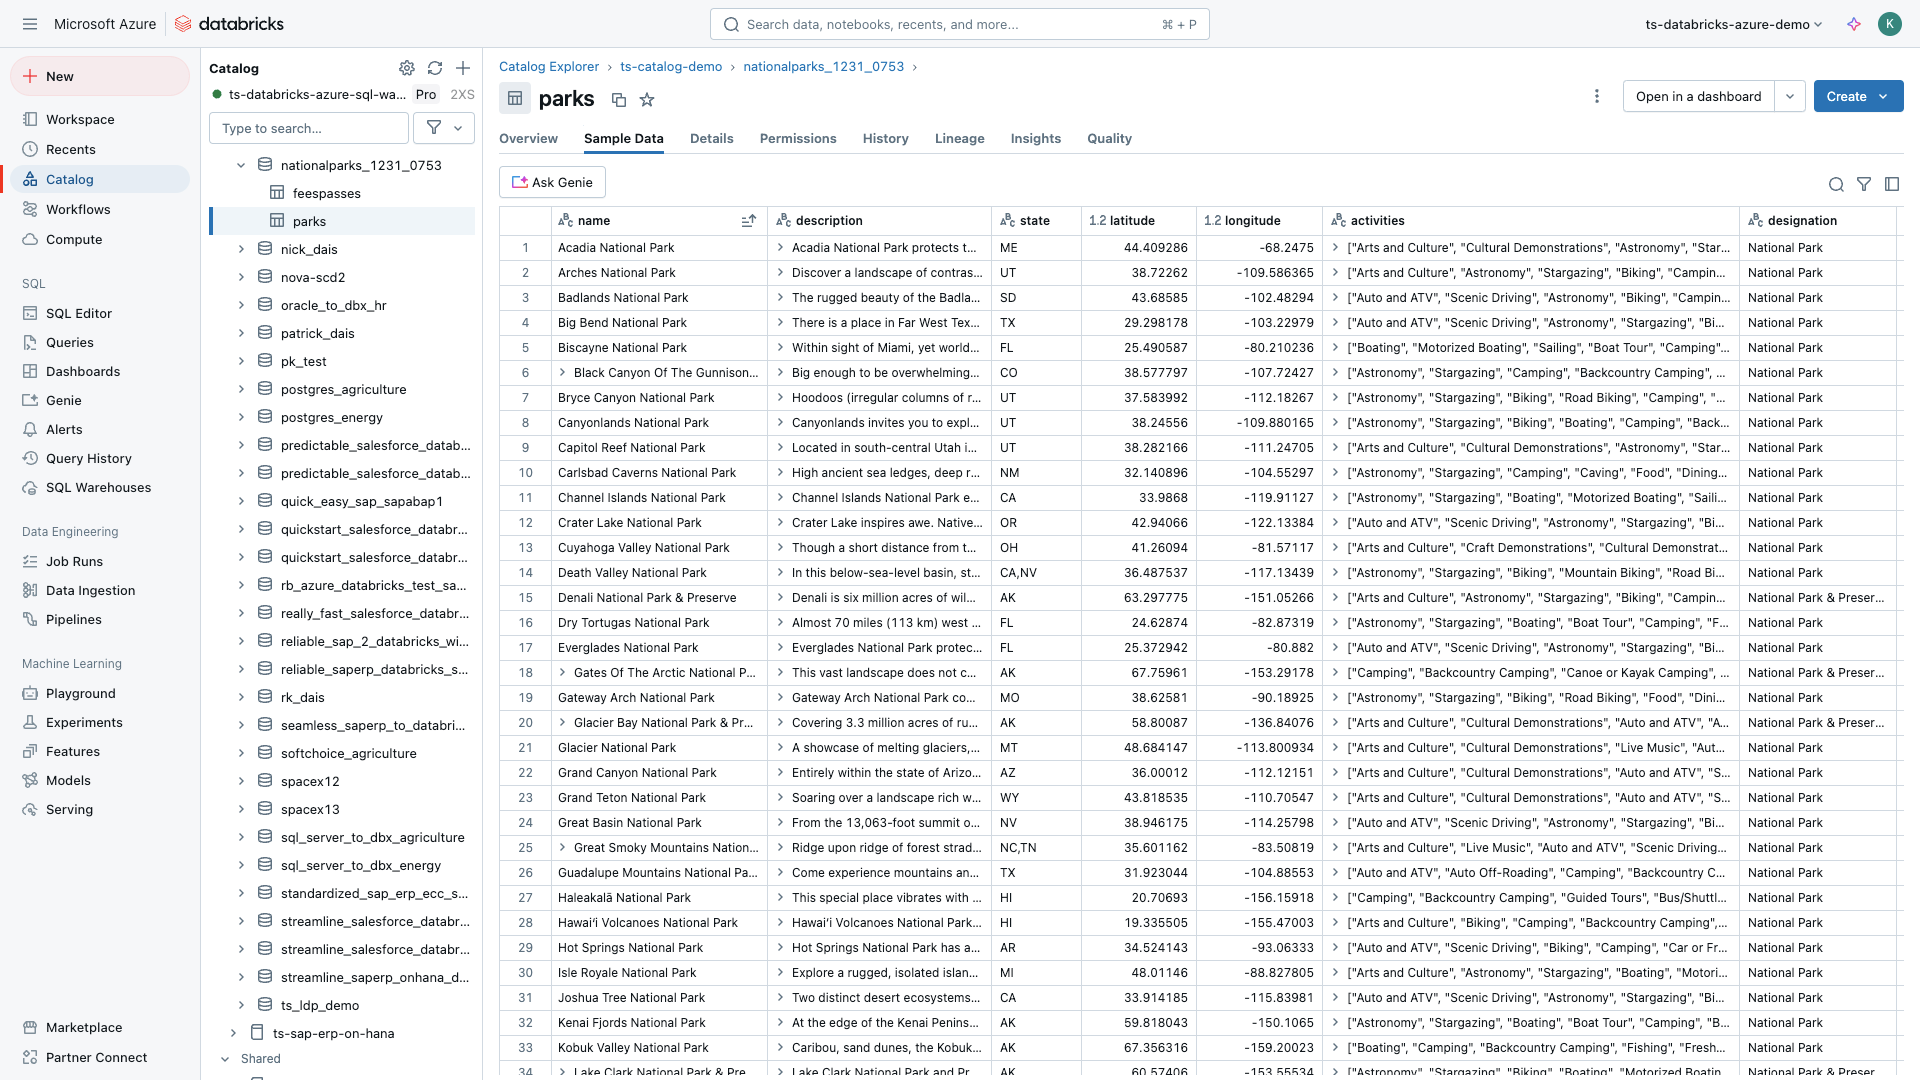 Microsoft Azure
databricks
Search data, notebooks, recents, and more...
⌘ + P
ts-databricks-azure-demo
K
New
Workspace
Recents
Catalog
Workflows
Compute
SQL
SQL Editor
Queries
Dashboards
Genie
Alerts
Query History
SQL Warehouses
Data Engineering
Job Runs
Data Ingestion
Pipelines
Machine Learning
Playground
Experiments
Features
Models
Serving
Marketplace
Partner Connect
Catalog
ts-databricks-azure-sql-wa... Pro 2XS
Type to search...
nationalparks_1231_0753
feespasses
parks
nick_dais
nova-scd2
oracle_to_dbx_hr
patrick_dais
pk_test
postgres_agriculture
postgres_energy
predictable_salesforce_datab...
predictable_salesforce_datab...
quick_easy_sap_sapabap1
quickstart_salesforce_databr...
quickstart_salesforce_databr...
rb_azure_databricks_test_sa...
really_fast_salesforce_databr...
reliable_sap_2_databricks_wi...
reliable_saperp_databricks_s...
rk_dais
seamless_saperp_to_databri...
softchoice_agriculture
spacex12
spacex13
sql_server_to_dbx_agriculture
sql_server_to_dbx_energy
standardized_sap_erp_ecc_s...
streamline_salesforce_databr...
streamline_salesforce_databr...
streamline_saperp_onhana_d...
ts_ldp_demo
ts-sap-erp-on-hana
Shared
Catalog Explorer › ts-catalog-demo › nationalparks_1231_0753 ›
parks
Open in a dashboard
Create
Overview Sample Data Details Permissions History Lineage Insights Quality
Ask Genie
name description state 1.2 latitude 1.2 longitude activities designation
1 Acadia National Park Acadia National Park protects t... ME 44.409286 -68.2475 ["Arts and Culture", "Cultural Demonstrations", "Astronomy", "Star... National Park
2 Arches National Park Discover a landscape of contras... UT 38.72262 -109.586365 ["Arts and Culture", "Astronomy", "Stargazing", "Biking", "Campin... National Park
3 Badlands National Park The rugged beauty of the Badla... SD 43.68585 -102.48294 ["Auto and ATV", "Scenic Driving", "Astronomy", "Biking", "Campin... National Park
4 Big Bend National Park There is a place in Far West Tex... TX 29.298178 -103.22979 ["Auto and ATV", "Scenic Driving", "Astronomy", "Stargazing", "Bi... National Park
5 Biscayne National Park Within sight of Miami, yet world... FL 25.490587 -80.210236 ["Boating", "Motorized Boating", "Sailing", "Boat Tour", "Camping"... National Park
6 Black Canyon Of The Gunnison... Big enough to be overwhelming... CO 38.577797 -107.72427 ["Astronomy", "Stargazing", "Camping", "Backcountry Camping", ... National Park
7 Bryce Canyon National Park Hoodoos (irregular columns of r... UT 37.583992 -112.18267 ["Astronomy", "Stargazing", "Biking", "Road Biking", "Camping", "... National Park
8 Canyonlands National Park Canyonlands invites you to expl... UT 38.24556 -109.880165 ["Astronomy", "Stargazing", "Biking", "Boating", "Camping", "Back... National Park
9 Capitol Reef National Park Located in south-central Utah i... UT 38.282166 -111.24705 ["Arts and Culture", "Cultural Demonstrations", "Astronomy", "Star... National Park
10 Carlsbad Caverns National Park High ancient sea ledges, deep r... NM 32.140896 -104.55297 ["Astronomy", "Stargazing", "Camping", "Caving", "Food", "Dining... National Park
11 Channel Islands National Park Channel Islands National Park e... CA 33.9868 -119.91127 ["Astronomy", "Stargazing", "Boating", "Motorized Boating", "Saili... National Park
12 Crater Lake National Park Crater Lake inspires awe. Native... OR 42.94066 -122.13384 ["Auto and ATV", "Scenic Driving", "Astronomy", "Stargazing", "Bi... National Park
13 Cuyahoga Valley National Park Though a short distance from t... OH 41.26094 -81.57117 ["Arts and Culture", "Craft Demonstrations", "Cultural Demonstrat... National Park
14 Death Valley National Park In this below-sea-level basin, st... CA,NV 36.487537 -117.13439 ["Astronomy", "Stargazing", "Biking", "Mountain Biking", "Road Bi... National Park
15 Denali National Park & Preserve Denali is six million acres of wil... AK 63.297775 -151.05266 ["Arts and Culture", "Astronomy", "Stargazing", "Biking", "Campin... National Park & Preser...
16 Dry Tortugas National Park Almost 70 miles (113 km) west ... FL 24.62874 -82.87319 ["Astronomy", "Stargazing", "Boating", "Boat Tour", "Camping", "F... National Park
17 Everglades National Park Everglades National Park protec... FL 25.372942 -80.882 ["Auto and ATV", "Scenic Driving", "Astronomy", "Stargazing", "Bi... National Park
18 Gates Of The Arctic National P... This vast landscape does not c... AK 67.75961 -153.29178 ["Camping", "Backcountry Camping", "Canoe or Kayak Camping", ... National Park & Preser...
19 Gateway Arch National Park Gateway Arch National Park co... MO 38.62581 -90.18925 ["Astronomy", "Stargazing", "Biking", "Road Biking", "Food", "Dini... National Park
20 Glacier Bay National Park & Pr... Covering 3.3 million acres of ru... AK 58.80087 -136.84076 ["Arts and Culture", "Cultural Demonstrations", "Auto and ATV", "A... National Park & Preser...
21 Glacier National Park A showcase of melting glaciers,... MT 48.684147 -113.800934 ["Arts and Culture", "Cultural Demonstrations", "Live Music", "Aut... National Park
22 Grand Canyon National Park Entirely within the state of Arizo... AZ 36.00012 -112.12151 ["Arts and Culture", "Cultural Demonstrations", "Auto and ATV", "S... National Park
23 Grand Teton National Park Soaring over a landscape rich w... WY 43.818535 -110.70547 ["Arts and Culture", "Cultural Demonstrations", "Auto and ATV", "S... National Park
24 Great Basin National Park From the 13,063-foot summit o... NV 38.946175 -114.25798 ["Auto and ATV", "Scenic Driving", "Astronomy", "Stargazing", "Bi... National Park
25 Great Smoky Mountains Nation... Ridge upon ridge of forest strad... NC,TN 35.601162 -83.50819 ["Arts and Culture", "Live Music", "Auto and ATV", "Scenic Driving... National Park
26 Guadalupe Mountains National Pa... Come experience mountains an... TX 31.923044 -104.88553 ["Auto and ATV", "Auto Off-Roading", "Camping", "Backcountry C... National Park
27 Haleakalā National Park This special place vibrates with ... HI 20.70693 -156.15918 ["Camping", "Backcountry Camping", "Guided Tours", "Bus/Shuttl... National Park
28 Hawaiʻi Volcanoes National Park Hawaiʻi Volcanoes National Park... HI 19.335505 -155.47003 ["Arts and Culture", "Biking", "Camping", "Backcountry Camping",... National Park
29 Hot Springs National Park Hot Springs National Park has a... AR 34.524143 -93.06333 ["Auto and ATV", "Scenic Driving", "Biking", "Camping", "Car or Fr... National Park
30 Isle Royale National Park Explore a rugged, isolated islan... MI 48.01146 -88.827805 ["Arts and Culture", "Astronomy", "Stargazing", "Boating", "Motori... National Park
31 Joshua Tree National Park Two distinct desert ecosystems... CA 33.914185 -115.83981 ["Auto and ATV", "Scenic Driving", "Astronomy", "Stargazing", "Bi... National Park
32 Kenai Fjords National Park At the edge of the Kenai Penins... AK 59.818043 -150.1065 ["Astronomy", "Stargazing", "Boating", "Boat Tour", "Camping", "B... National Park
33 Kobuk Valley National Park Caribou, sand dunes, the Kobuk... AK 67.356316 -159.20023 ["Boating", "Camping", "Backcountry Camping", "Fishing", "Fresh... National Park
34 Lake Clark National Park & Pre... Lake Clark National Park and Pr... AK 60.57406 -153.55534 ["Astronomy", "Stargazing", "Biking", "Boating", "Motorized Boatin... National Park & Preser...